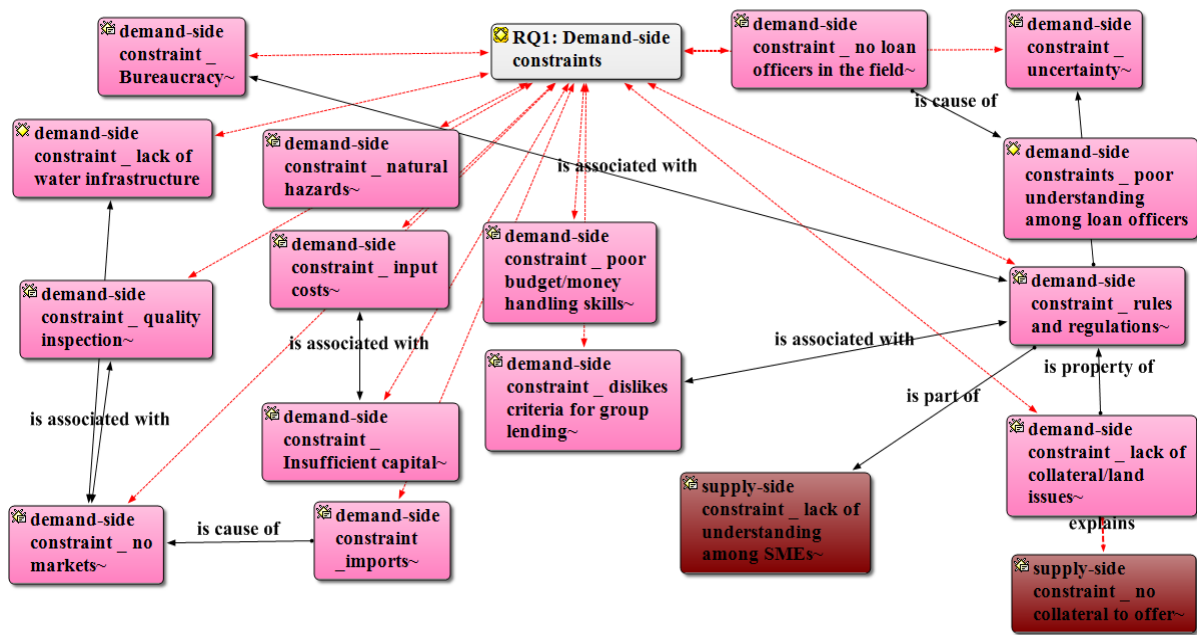 demand-side
constraint _
Bureaucracy~
RQ1: Demand-side
constraints
demand-side
constraint _ no loan
officers in the field~
demand-side
constraint _
uncertainty~
is cause of
demand-side
constraint _ lack of
water infrastructure
demand-side
constraint _ natural
hazards~
is associated with
demand-side
constraints _ poor
understanding
among loan officers
demand-side
constraint _ input
costs~
demand-side
constraint _ poor
budget/money
handling skills~
demand-side
constraint _ quality
inspection~
demand-side
constraint _ rules
and regulations~
is associated with
is associated with
is property of
demand-side
constraint _ dislikes
criteria for group
lending~
is part of
is associated with
demand-side
constraint _
Insufficient capital~
demand-side
constraint _ lack of
collateral/land
issues~
supply-side
constraint _ lack of
understanding
among SMEs~
demand-side
constraint _ no
markets~
is cause of
demand-side
constraint
_imports~
explains
supply-side
constraint _ no
collateral to offer~